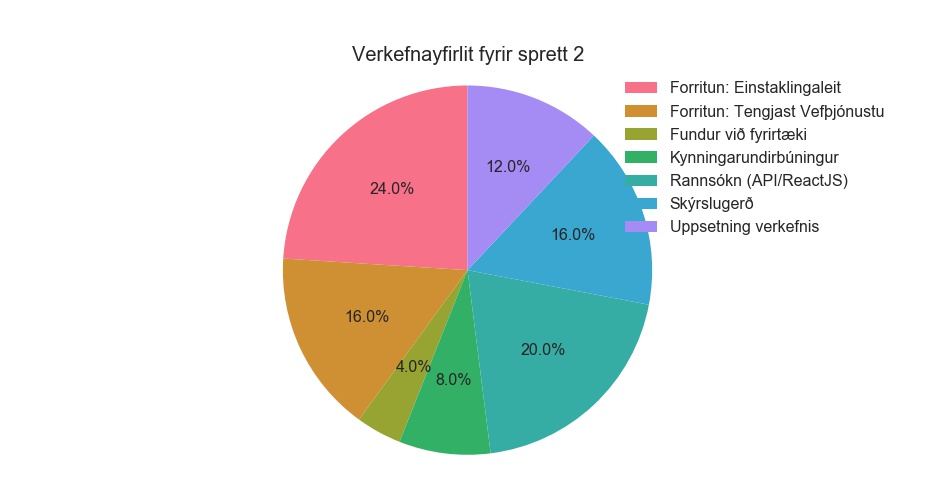 Verkefnayfirlit fyrir sprett 2
Forritun: Einstaklingaleit
Forritun: Tengjast Vefþjónustu
Fundur við fyrirtæki
Kynningarundirbúningur
Rannsókn (API/ReactJS)
Skýrslugerð
Uppsetning verkefnis
12.0%
24.0%
16.0%
16.0%
20.0%
4.0%
8.0%